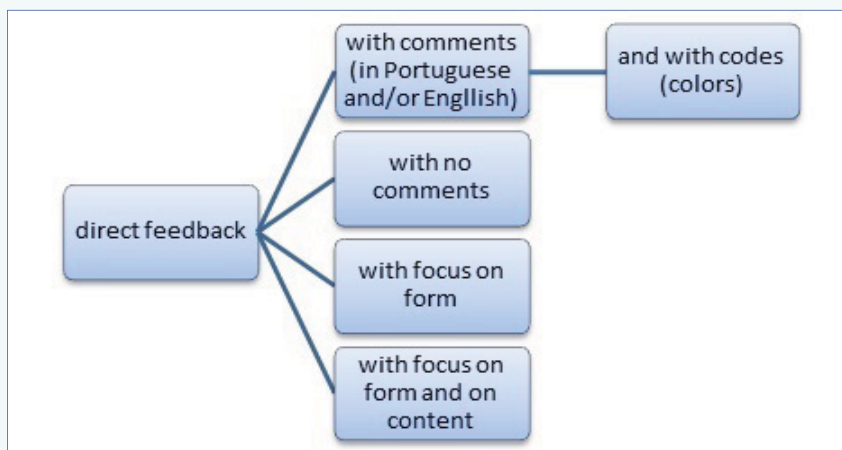 with comments
(in Portuguese
and/or Engllish)
and with codes
(colors)
with no
comments
direct feedback
with focus on
form
with focus on
form and on
content